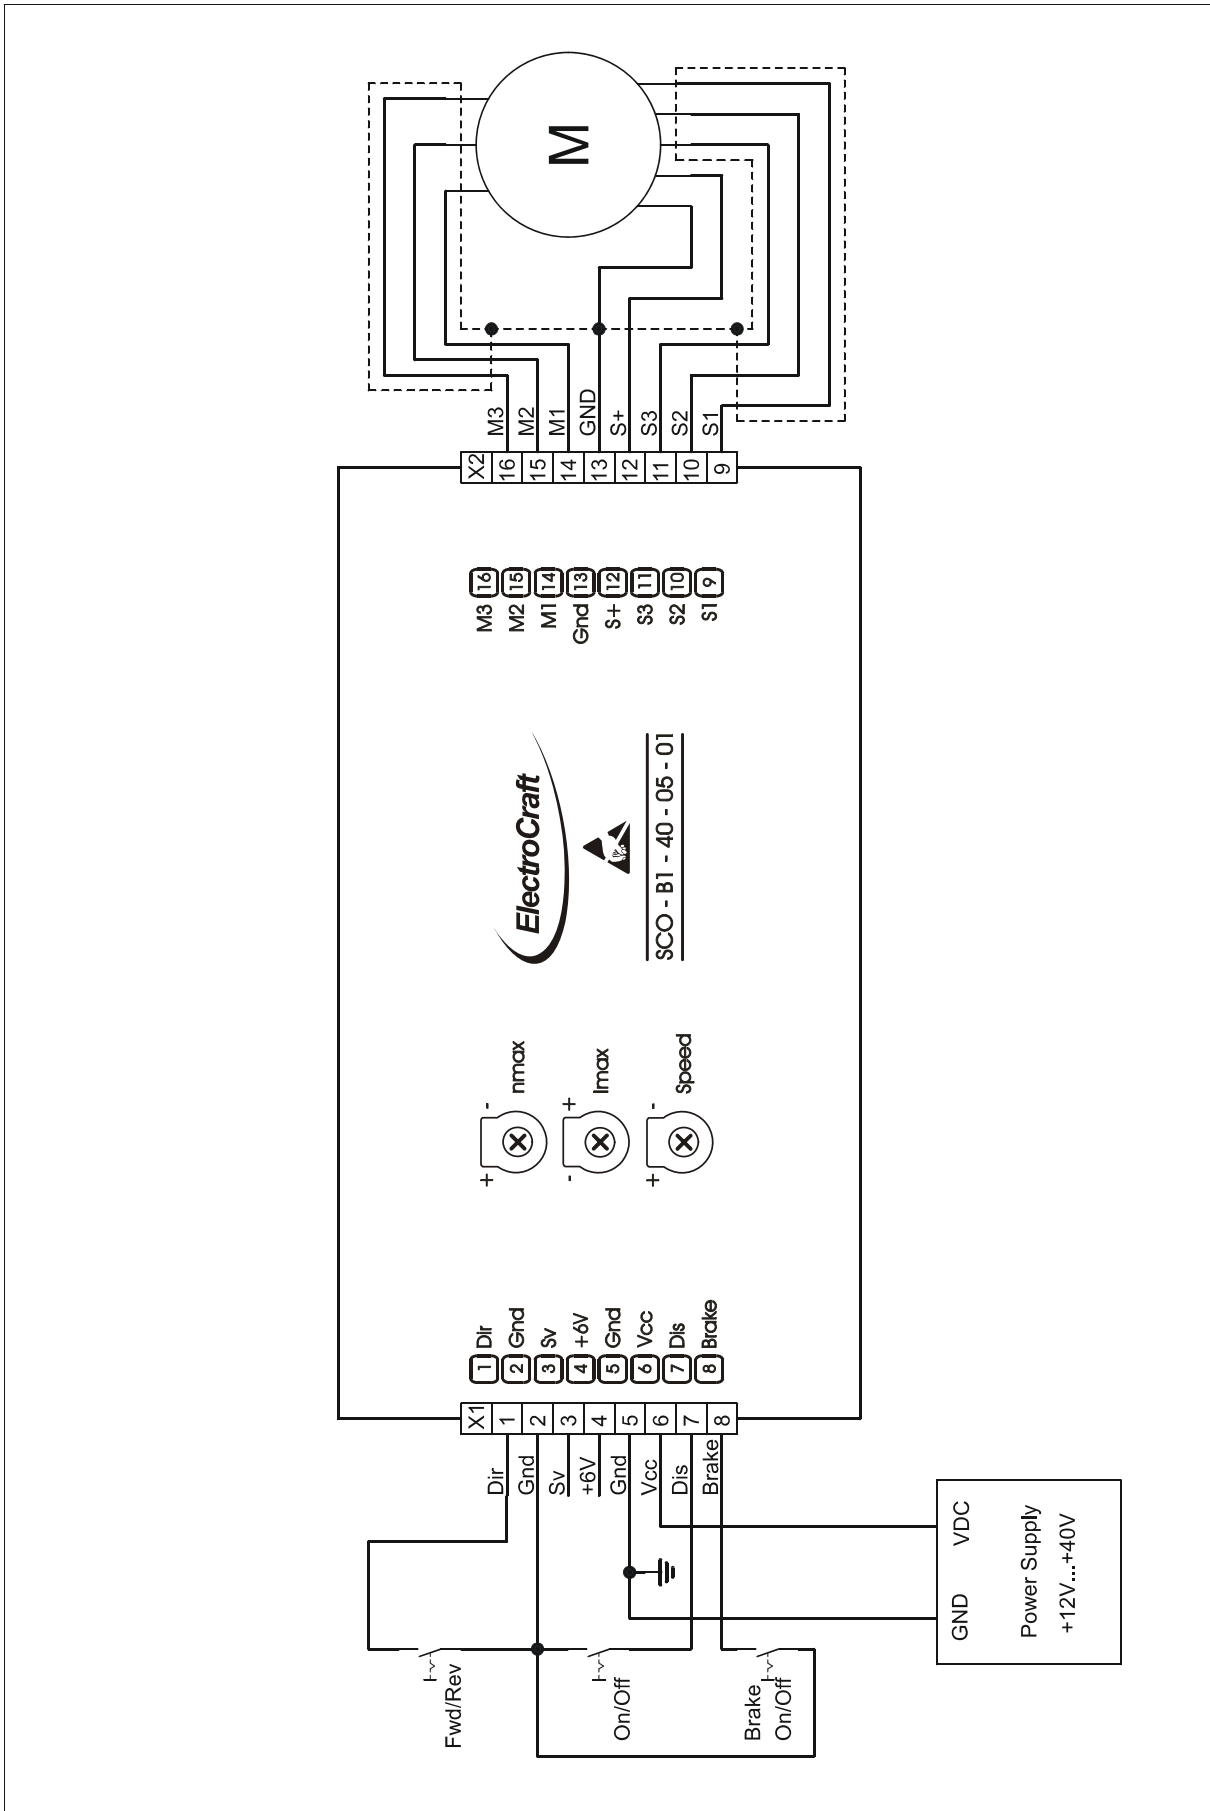 M
M3
M2
M1
GND
S+
S3
S2
S1
X2
16
15
14
13
12
11
10
9
M3 16
M2 15
M1 14
Gnd 13
S+ 12
S3 11
S2 10
S1 9
ElectroCraft
SCO - B1 - 40 - 05 - 01
+ - nmax
- + Imax
+ - Speed
1 Dir
2 Gnd
3 Sv
4 +6V
5 Gnd
6 Vcc
7 Dis
8 Brake
X1
1
2
3
4
5
6
7
8
Dir
Gnd
Sv
+6V
Gnd
Vcc
Dis
Brake
Fwd/Rev
On/Off
Brake
On/Off
GND
VDC
Power Supply
+12V...+40V